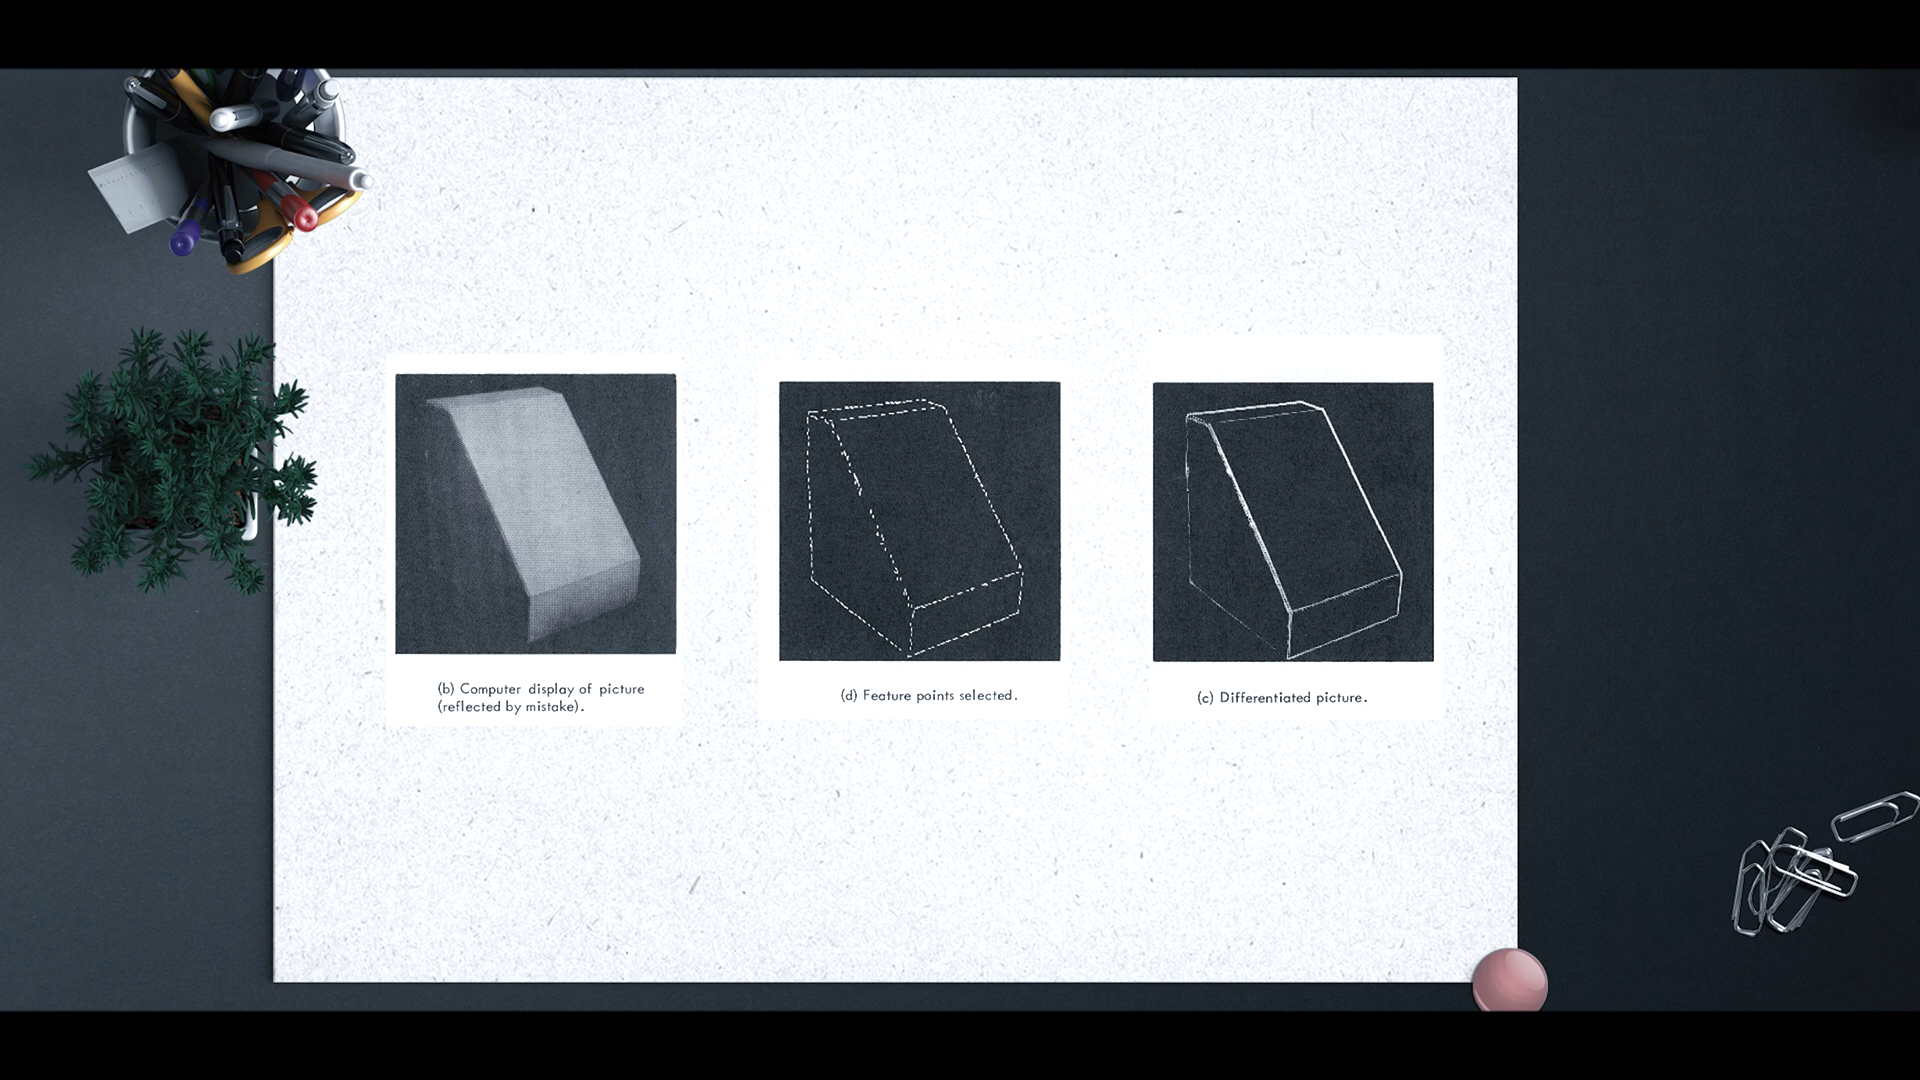 (b) Computer display of picture
(reflected by mistake).
(d) Feature points selected.
(c) Differentiated picture.